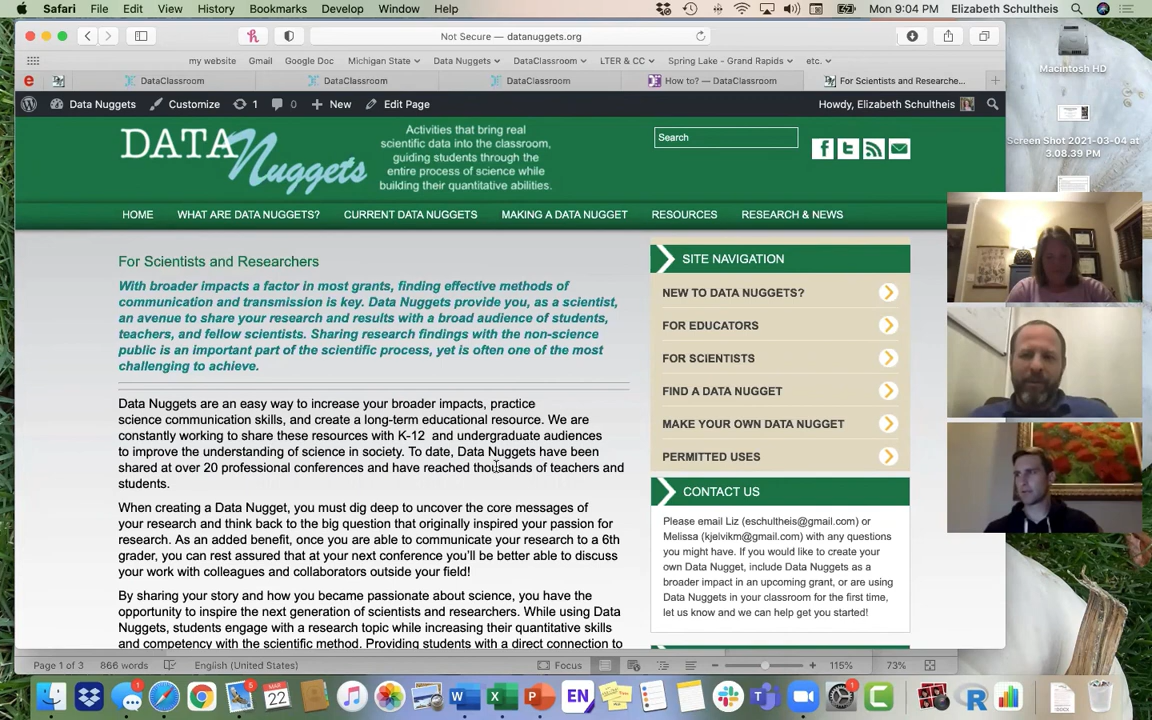 Safari File Edit View History Bookmarks Develop Window Help Mon 9:04 PM Elizabeth Schultheis
Not Secure — datanuggets.org
my website Gmail Google Doc Michigan State Data Nuggets DataClassroom LTER & CC Spring Lake - Grand Rapids etc.
DataClassroom DataClassroom DataClassroom How to? — DataClassroom For Scientists and Researche...
Data Nuggets Customize 1 0 New Edit Page Howdy, Elizabeth Schultheis
Macintosh HD
Screen Shot 2021-03-04 at 3.08.39 PM
DATA Nuggets
Activities that bring real
scientific data into the classroom,
guiding students through the
entire process of science while
building their quantitative abilities.
Search
HOME WHAT ARE DATA NUGGETS? CURRENT DATA NUGGETS MAKING A DATA NUGGET RESOURCES RESEARCH & NEWS
For Scientists and Researchers
With broader impacts a factor in most grants, finding effective methods of
communication and transmission is key. Data Nuggets provide you, as a scientist,
an avenue to share your research and results with a broad audience of students,
teachers, and fellow scientists. Sharing research findings with the non-science
public is an important part of the scientific process, yet is often one of the most
challenging to achieve.
Data Nuggets are an easy way to increase your broader impacts, practice
science communication skills, and create a long-term educational resource. We are
constantly working to share these resources with K-12 and undergraduate audiences
to improve the understanding of science in society. To date, Data Nuggets have been
shared at over 20 professional conferences and have reached thousands of teachers and
students.
When creating a Data Nugget, you must dig deep to uncover the core messages of
your research and think back to the big question that originally inspired your passion for
research. As an added benefit, once you are able to communicate your research to a 6th
grader, you can rest assured that at your next conference you'll be better able to discuss
your work with colleagues and collaborators outside your field!
By sharing your story and how you became passionate about science, you have the
opportunity to inspire the next generation of scientists and researchers. While using Data
Nuggets, students engage with a research topic while increasing their quantitative skills
and competency with the scientific method. Providing students with a direct connection to
SITE NAVIGATION
NEW TO DATA NUGGETS?
FOR EDUCATORS
FOR SCIENTISTS
FIND A DATA NUGGET
MAKE YOUR OWN DATA NUGGET
PERMITTED USES
CONTACT US
Please email Liz (eschultheis@gmail.com) or
Melissa (kjelvikm@gmail.com) with any questions
you might have. If you would like to create your
own Data Nugget, include Data Nuggets as a
broader impact in an upcoming grant, or are using
Data Nuggets in your classroom for the first time,
let us know and we can help get you started!
Page 1 of 3 866 words English (United States) Focus 115% 73%
MAR 22 EN